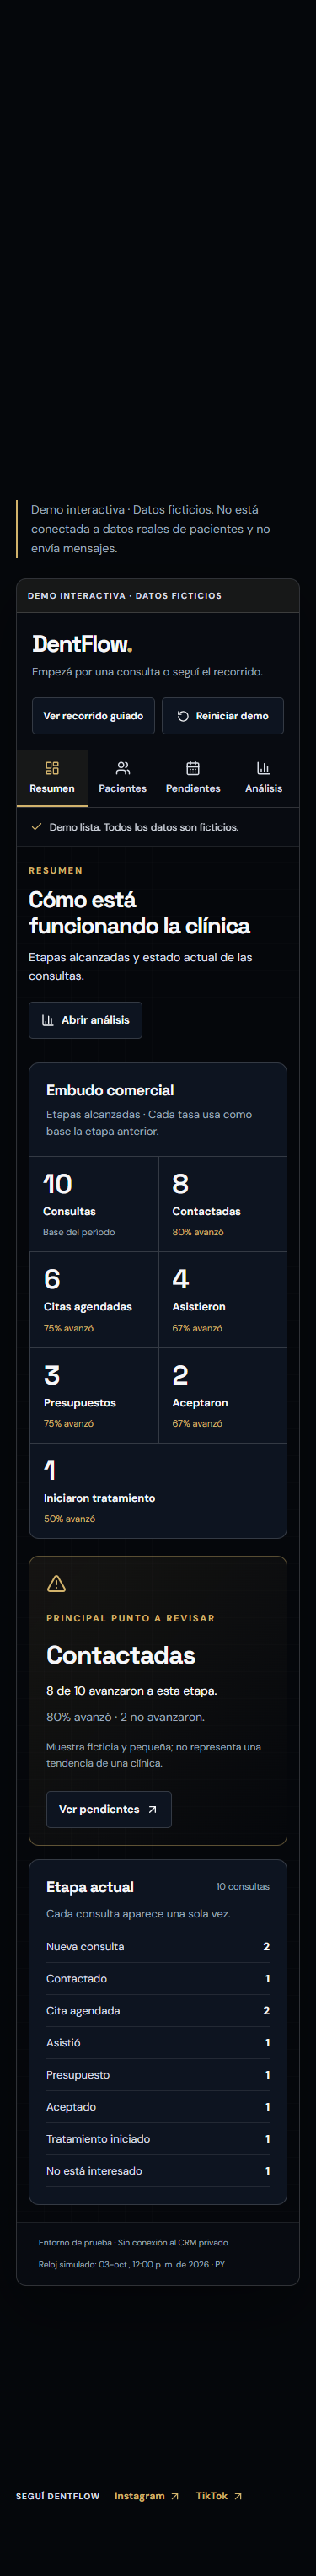 Demo interactiva · Datos ficticios. No está
conectada a datos reales de pacientes y no
envía mensajes.
DEMO INTERACTIVA · DATOS FICTICIOS
DentFlow.
Empezá por una consulta o seguí el recorrido.
Ver recorrido guiado
Reiniciar demo
Resumen
Pacientes
Pendientes
Análisis
Demo lista. Todos los datos son ficticios.
RESUMEN
Cómo está
funcionando la clínica
Etapas alcanzadas y estado actual de las
consultas.
Abrir análisis
Embudo comercial
Etapas alcanzadas · Cada tasa usa como
base la etapa anterior.
10
Consultas
Base del período
8
Contactadas
80% avanzó
6
Citas agendadas
75% avanzó
4
Asistieron
67% avanzó
3
Presupuestos
75% avanzó
2
Aceptaron
67% avanzó
1
Iniciaron tratamiento
50% avanzó
PRINCIPAL PUNTO A REVISAR
Contactadas
8 de 10 avanzaron a esta etapa.
80% avanzó · 2 no avanzaron.
Muestra ficticia y pequeña; no representa una
tendencia de una clínica.
Ver pendientes
Etapa actual 10 consultas
Cada consulta aparece una sola vez.
Nueva consulta 2
Contactado 1
Cita agendada 2
Asistió 1
Presupuesto 1
Aceptado 1
Tratamiento iniciado 1
No está interesado 1
Entorno de prueba · Sin conexión al CRM privado
Reloj simulado: 03-oct., 12:00 p. m. de 2026 · PY
SEGUÍ DENTFLOW Instagram TikTok